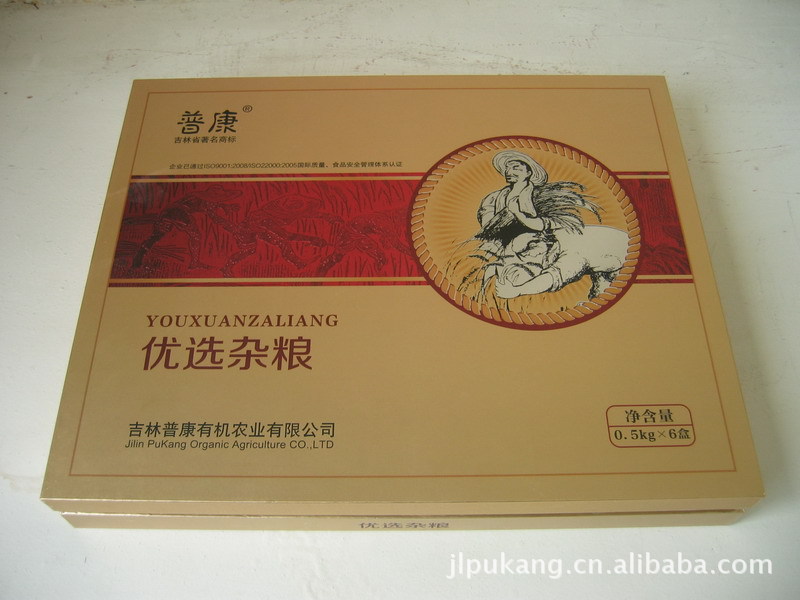 普康®
吉林省著名商标
企业已通过ISO9001:2008/ISO22000:2005国际质量、食品安全管理体系认证
YOUXUANZALIANG
优选杂粮
吉林普康有机农业有限公司
Jilin PuKang Organic Agriculture CO.,LTD
净含量
0.5kg×6盒
优选杂粮
jlpukang.cn.alibaba.com